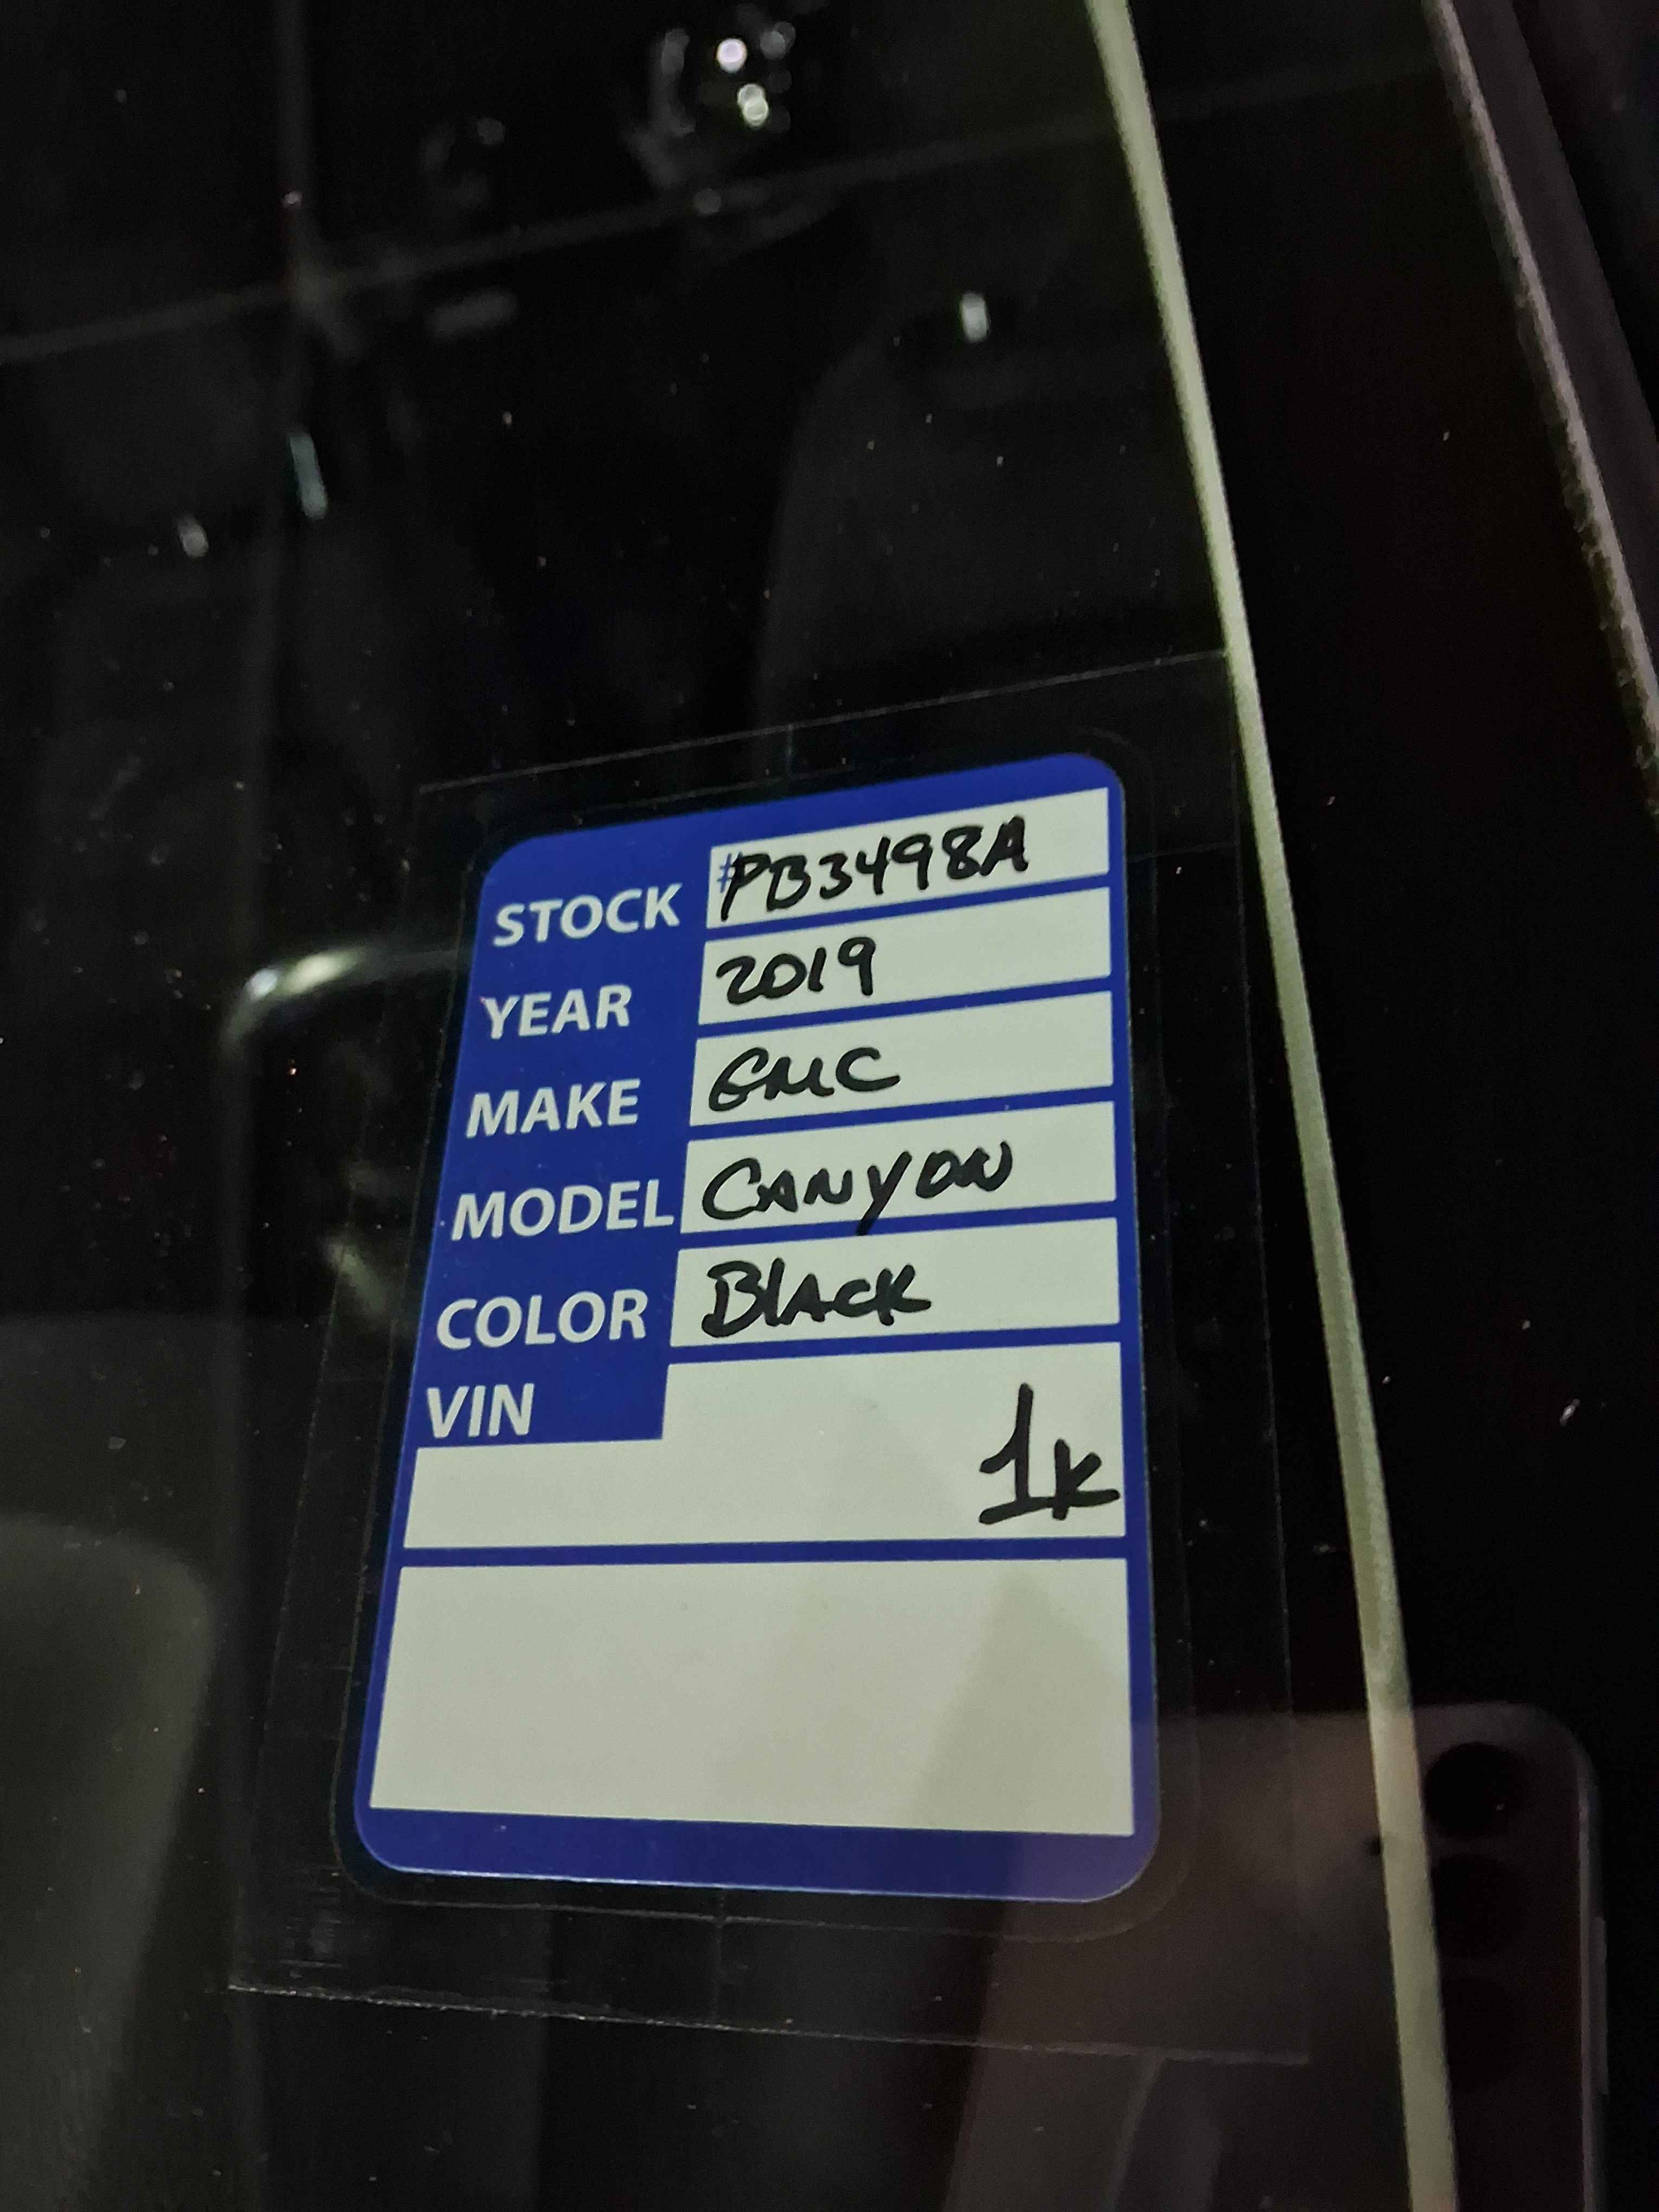 STOCK #PB3498A
YEAR 2019
MAKE GMC
MODEL CANYON
COLOR BLACK
VIN
1K